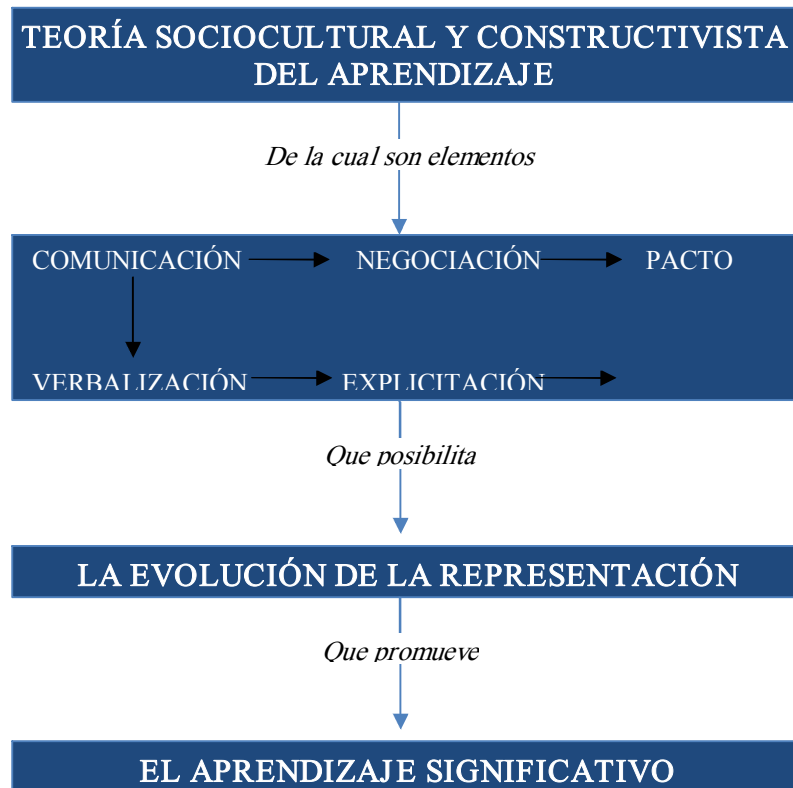 TEORÍA SOCIOCULTURAL Y CONSTRUCTIVISTA
DEL APRENDIZAJE
De la cual son elementos
COMUNICACIÓN NEGOCIACIÓN PACTO
VERBALIZACIÓN EXPLICITACIÓN
Que posibilita
LA EVOLUCIÓN DE LA REPRESENTACIÓN
Que promueve
EL APRENDIZAJE SIGNIFICATIVO